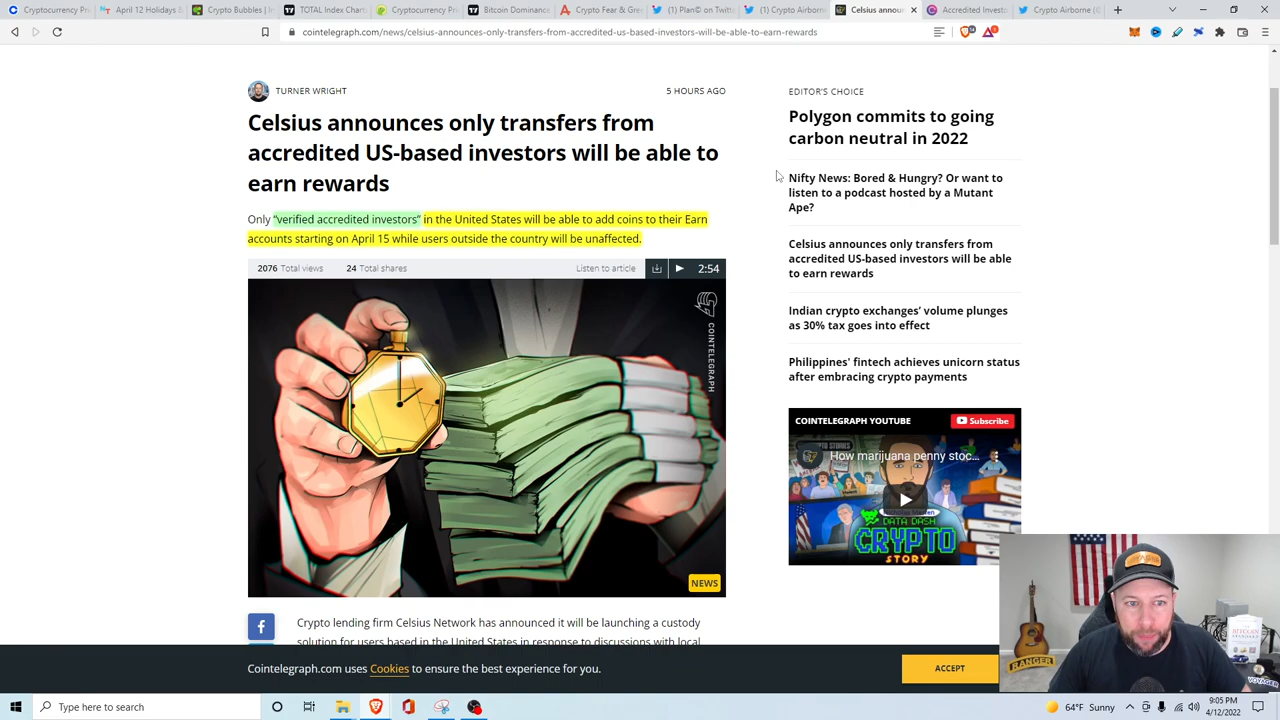 Cryptocurrency Pri
April 12 Holidays &
Crypto Bubbles | In
TOTAL Index Chart
Cryptocurrency Pri
Bitcoin Dominance
Crypto Fear & Gre
(1) Plan© on Twitt
(1) Crypto Airborn
Celsius annou
Accredited Invest
Crypto Airborne (
cointelegraph.com/news/celsius-announces-only-transfers-from-accredited-us-based-investors-will-be-able-to-earn-rewards
TURNER WRIGHT
5 HOURS AGO
Celsius announces only transfers from
accredited US-based investors will be able to
earn rewards
Only “verified accredited investors” in the United States will be able to add coins to their Earn
accounts starting on April 15 while users outside the country will be unaffected.
2076 Total views
24 Total shares
Listen to article
2:54
COINTELEGRAPH
NEWS
Crypto lending firm Celsius Network has announced it will be launching a custody
solution for users based in the United States in response to discussions with local
EDITOR’S CHOICE
Polygon commits to going
carbon neutral in 2022
Nifty News: Bored & Hungry? Or want to
listen to a podcast hosted by a Mutant
Ape?
Celsius announces only transfers from
accredited US-based investors will be able
to earn rewards
Indian crypto exchanges’ volume plunges
as 30% tax goes into effect
Philippines' fintech achieves unicorn status
after embracing crypto payments
COINTELEGRAPH YOUTUBE
Subscribe
How marijuana penny stoc...
DATA DASH
CRYPTO
STORY
Cointelegraph.com uses Cookies to ensure the best experience for you.
ACCEPT
RANGER
BITCOIN
STANDARD
VOYAGER
Type here to search
64°F Sunny
9:05 PM
4/12/2022